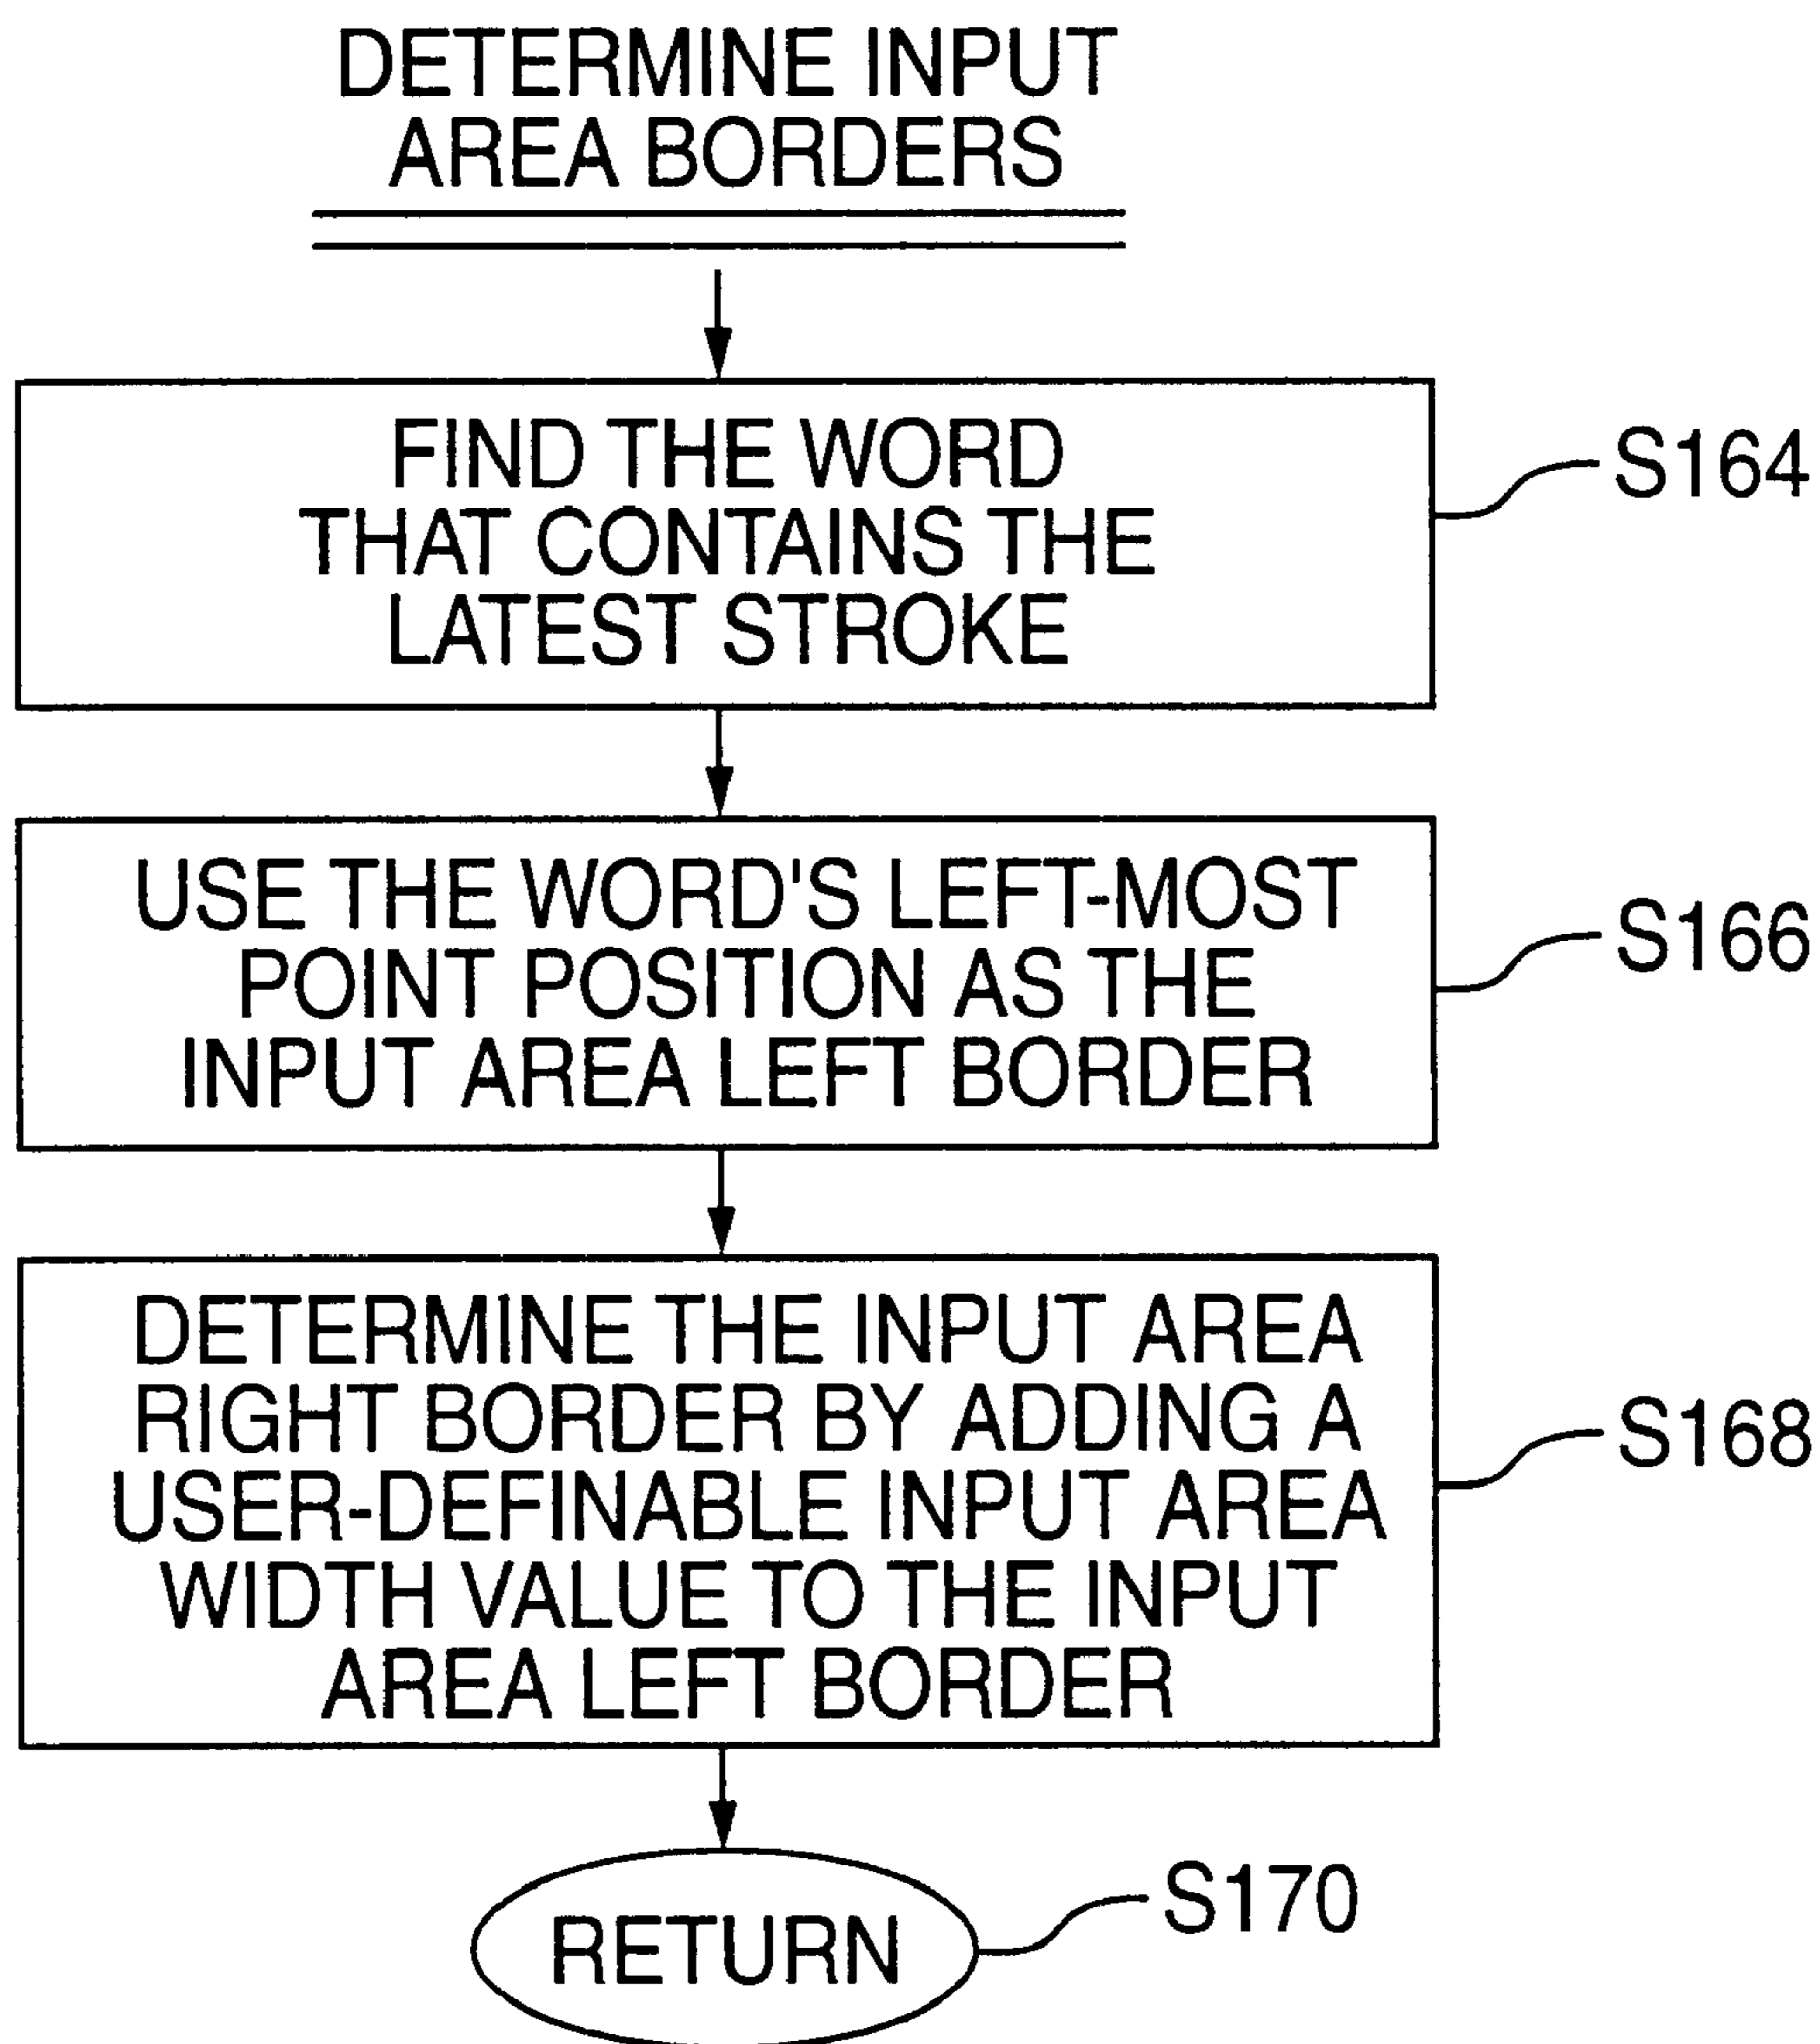 DETERMINE INPUT
AREA BORDERS
FIND THE WORD
THAT CONTAINS THE
LATEST STROKE
S164
USE THE WORD'S LEFT-MOST
POINT POSITION AS THE
INPUT AREA LEFT BORDER
S166
DETERMINE THE INPUT AREA
RIGHT BORDER BY ADDING A
USER-DEFINABLE INPUT AREA
WIDTH VALUE TO THE INPUT
AREA LEFT BORDER
S168
RETURN
S170